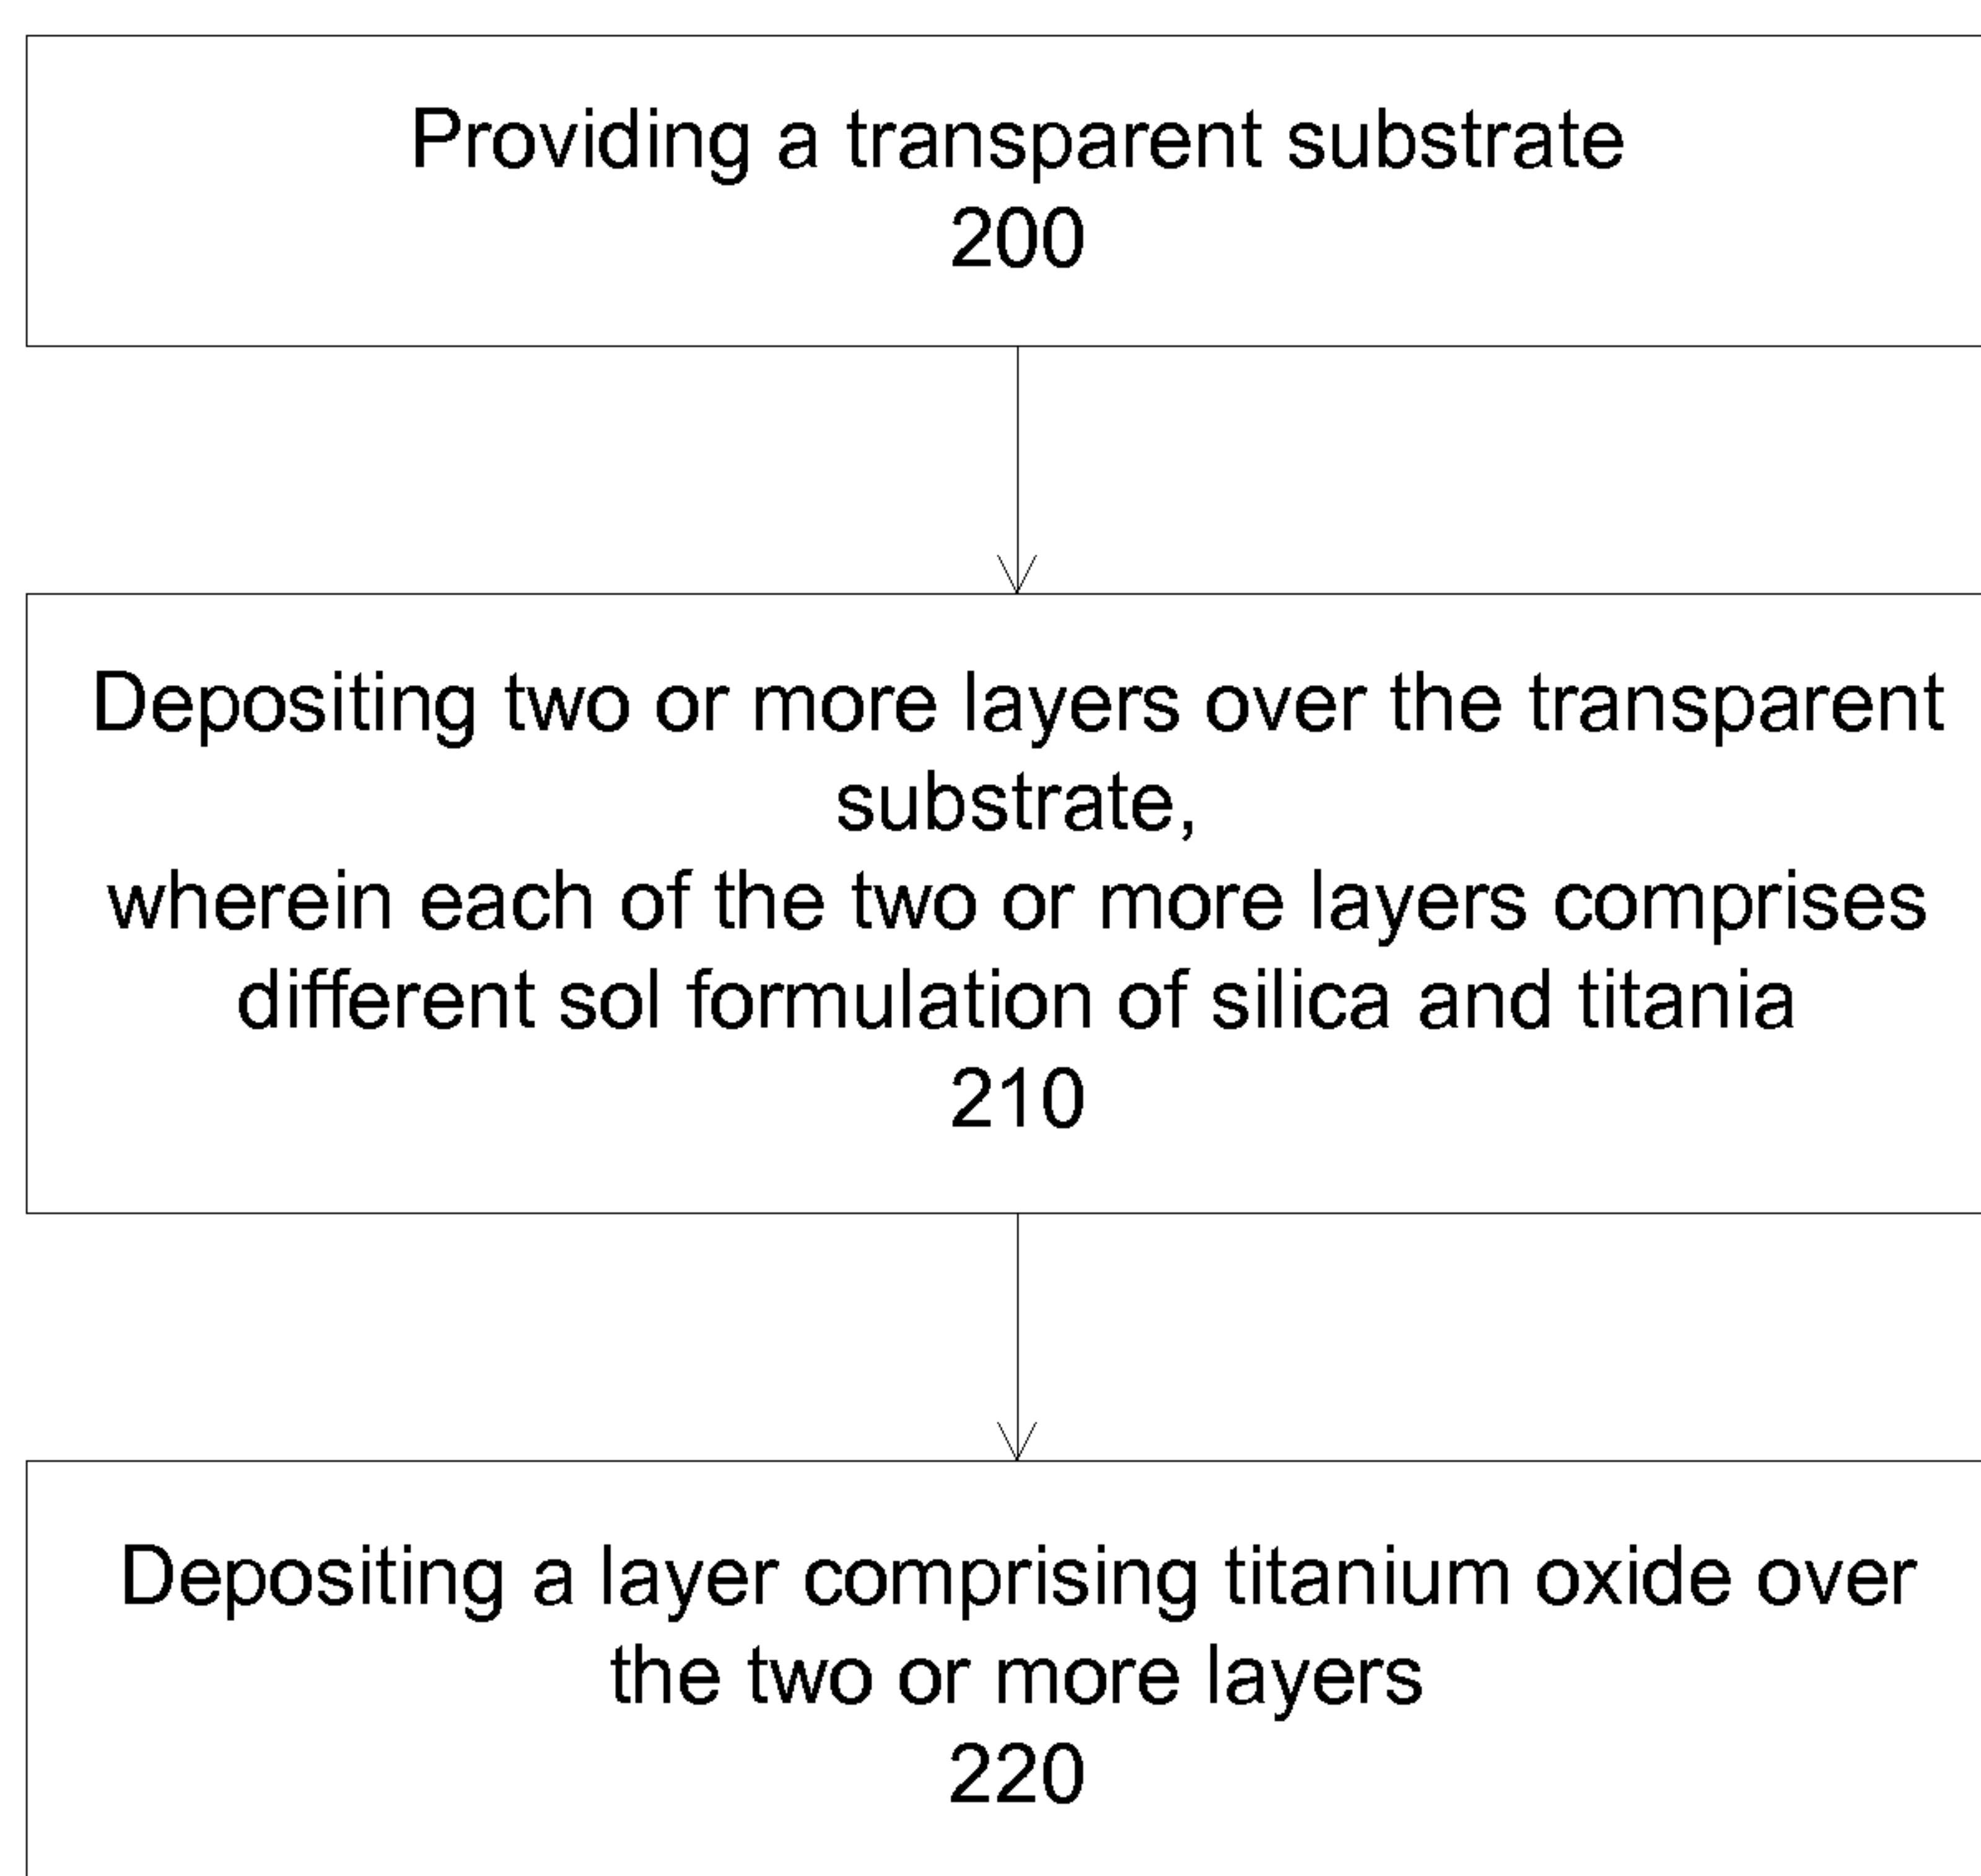 Providing a transparent substrate
200
Depositing two or more layers over the transparent
substrate,
wherein each of the two or more layers comprises
different sol formulation of silica and titania
210
Depositing a layer comprising titanium oxide over
the two or more layers
220